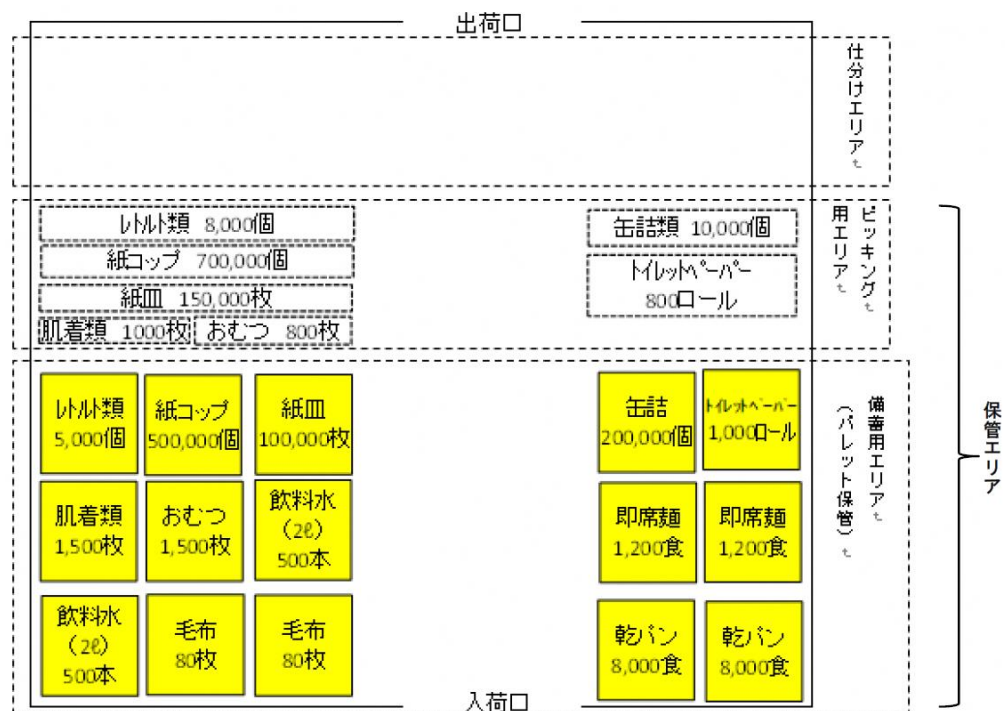 出荷口
仕分けエリア
レトルト類 8,000個
紙コップ 700,000個
紙皿 150,000枚
肌着類 1000枚
おむつ 800枚
缶詰類 10,000個
トイレットペーパー
800ロール
ピッキング
用エリア
レトルト類
5,000個
紙コップ
500,000個
紙皿
100,000枚
缶詰
200,000個
トイレットペーパー
1,000ロール
肌着類
1,500枚
おむつ
1,500枚
飲料水
(2ℓ)
500本
即席麺
1,200食
即席麺
1,200食
飲料水
(2ℓ)
500本
毛布
80枚
毛布
80枚
乾パン
8,000食
乾パン
8,000食
備蓄用エリア
(パレット保管)
保管エリア
入荷口